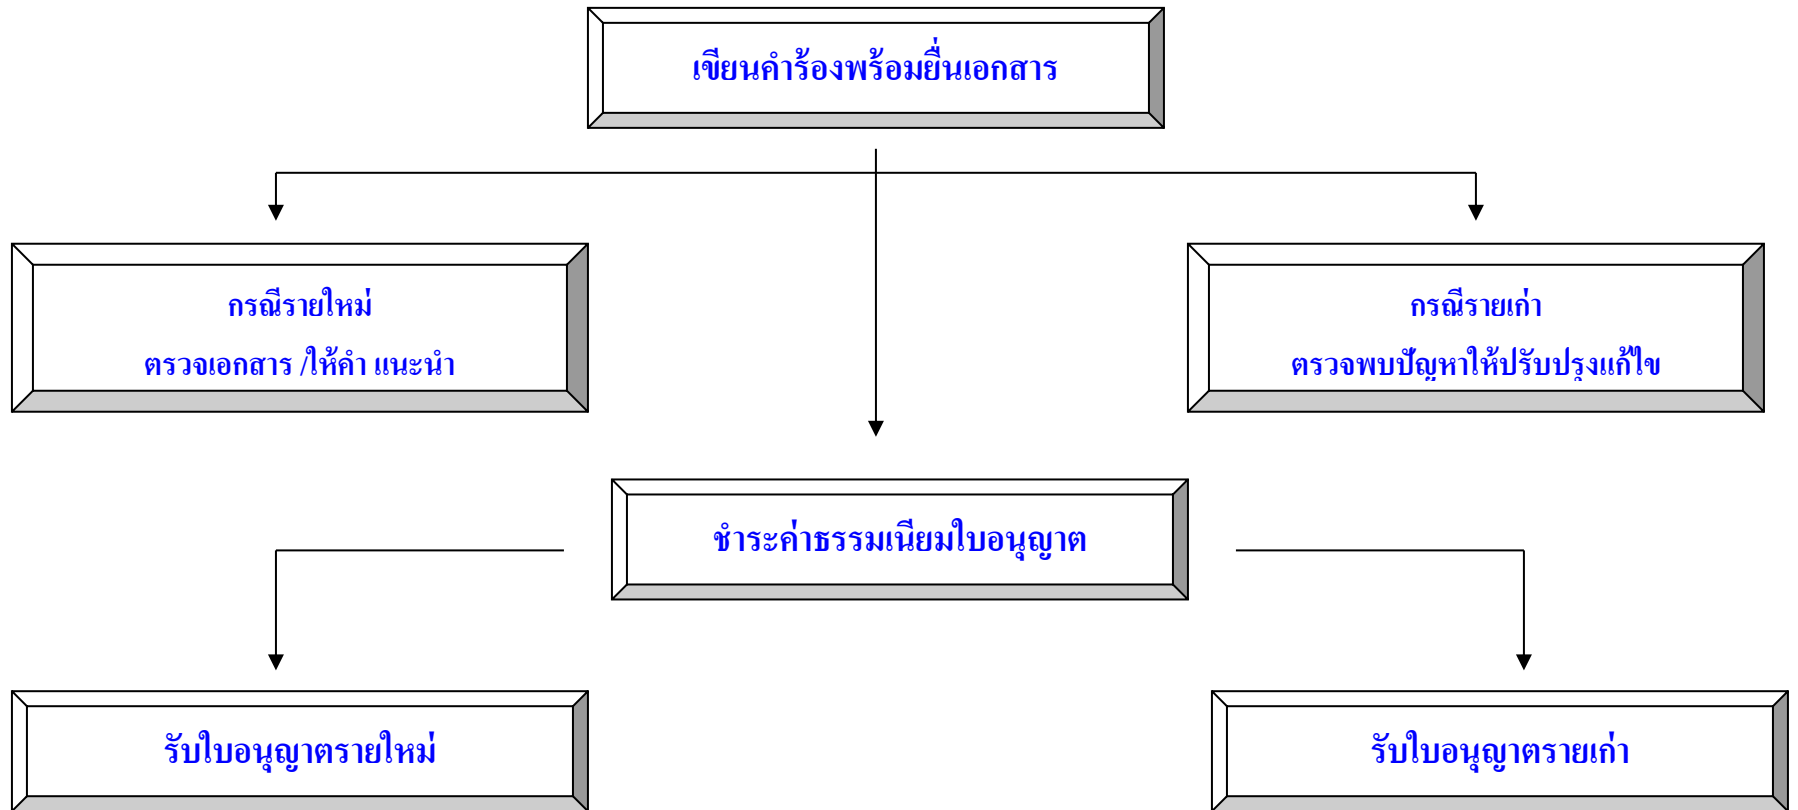 เขียนคำร้องพร้อมยื่นเอกสาร
กรณีรายใหม่
ตรวจเอกสาร /ให้คำ แนะนำ
กรณีรายเก่า
ตรวจพบปัญหาให้ปรับปรุงแก้ไข
ชำระค่าธรรมเนียมใบอนุญาต
รับใบอนุญาตรายใหม่
รับใบอนุญาตรายเก่า